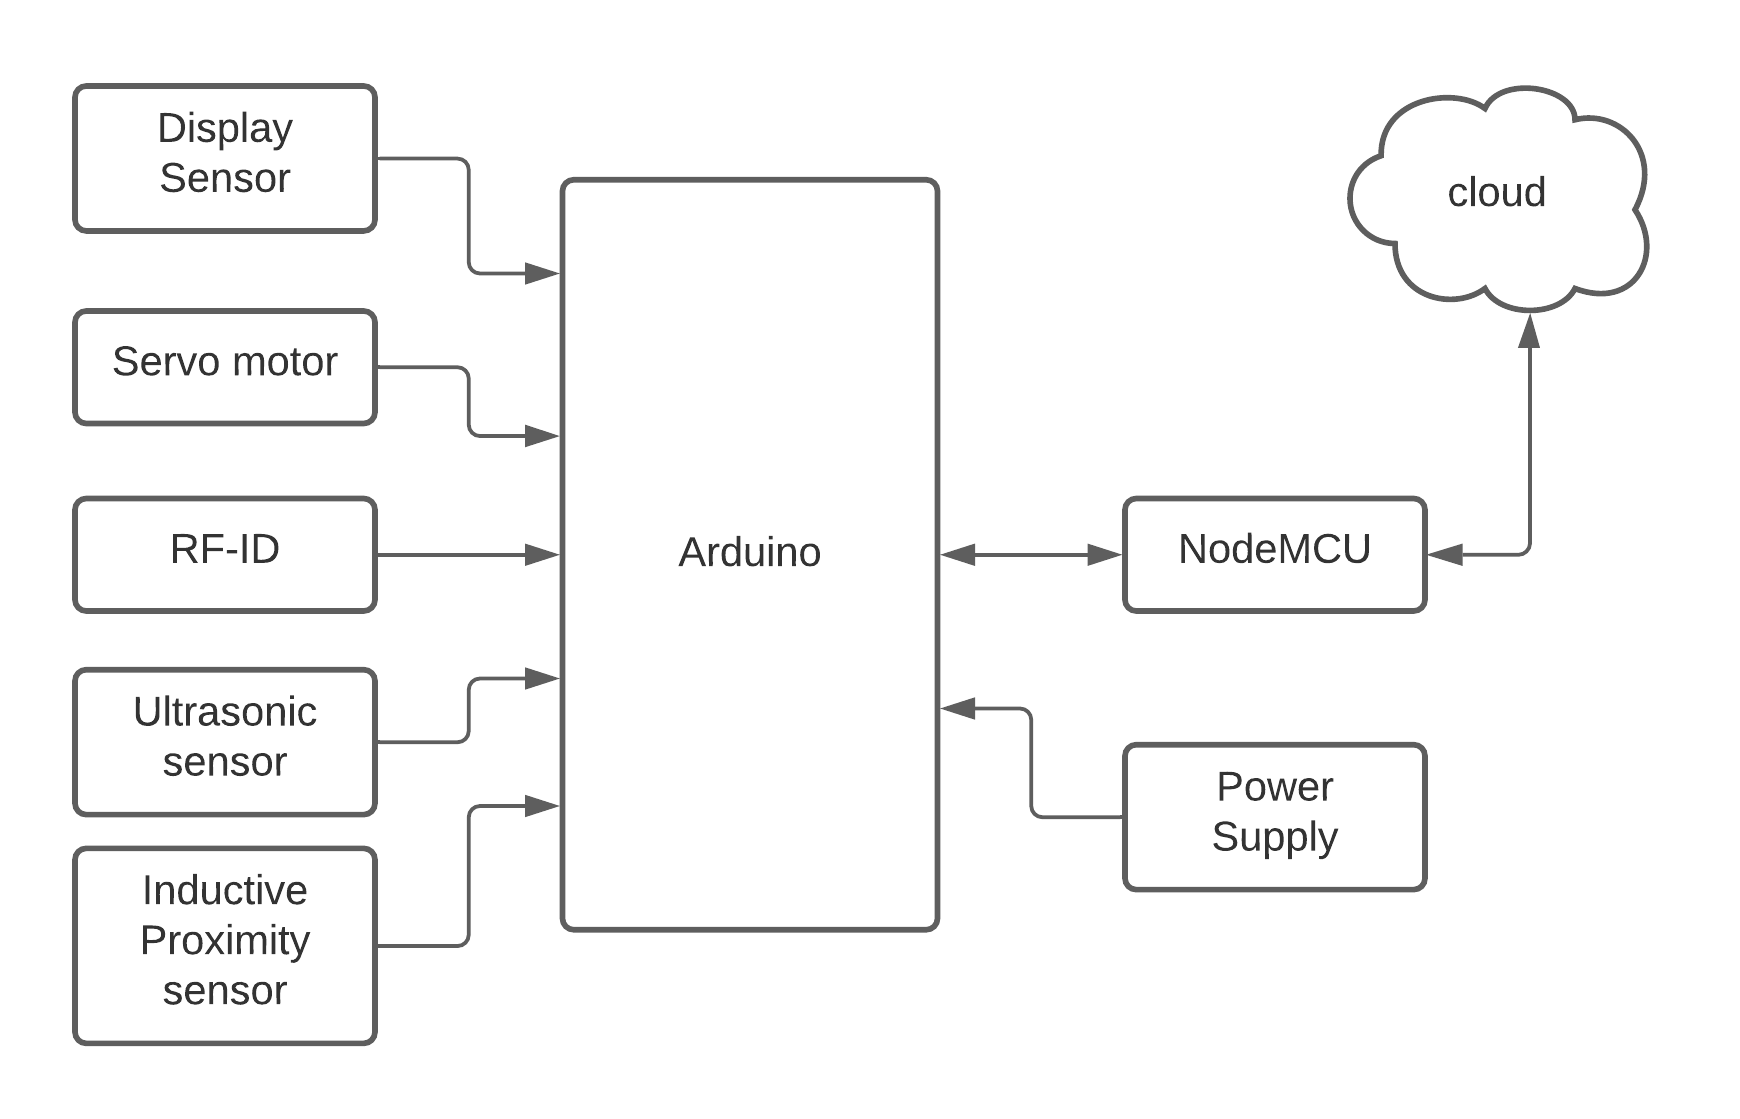 Display
Sensor
Servo motor
RF-ID
Ultrasonic
sensor
Inductive
Proximity
sensor
Arduino
cloud
NodeMCU
Power
Supply